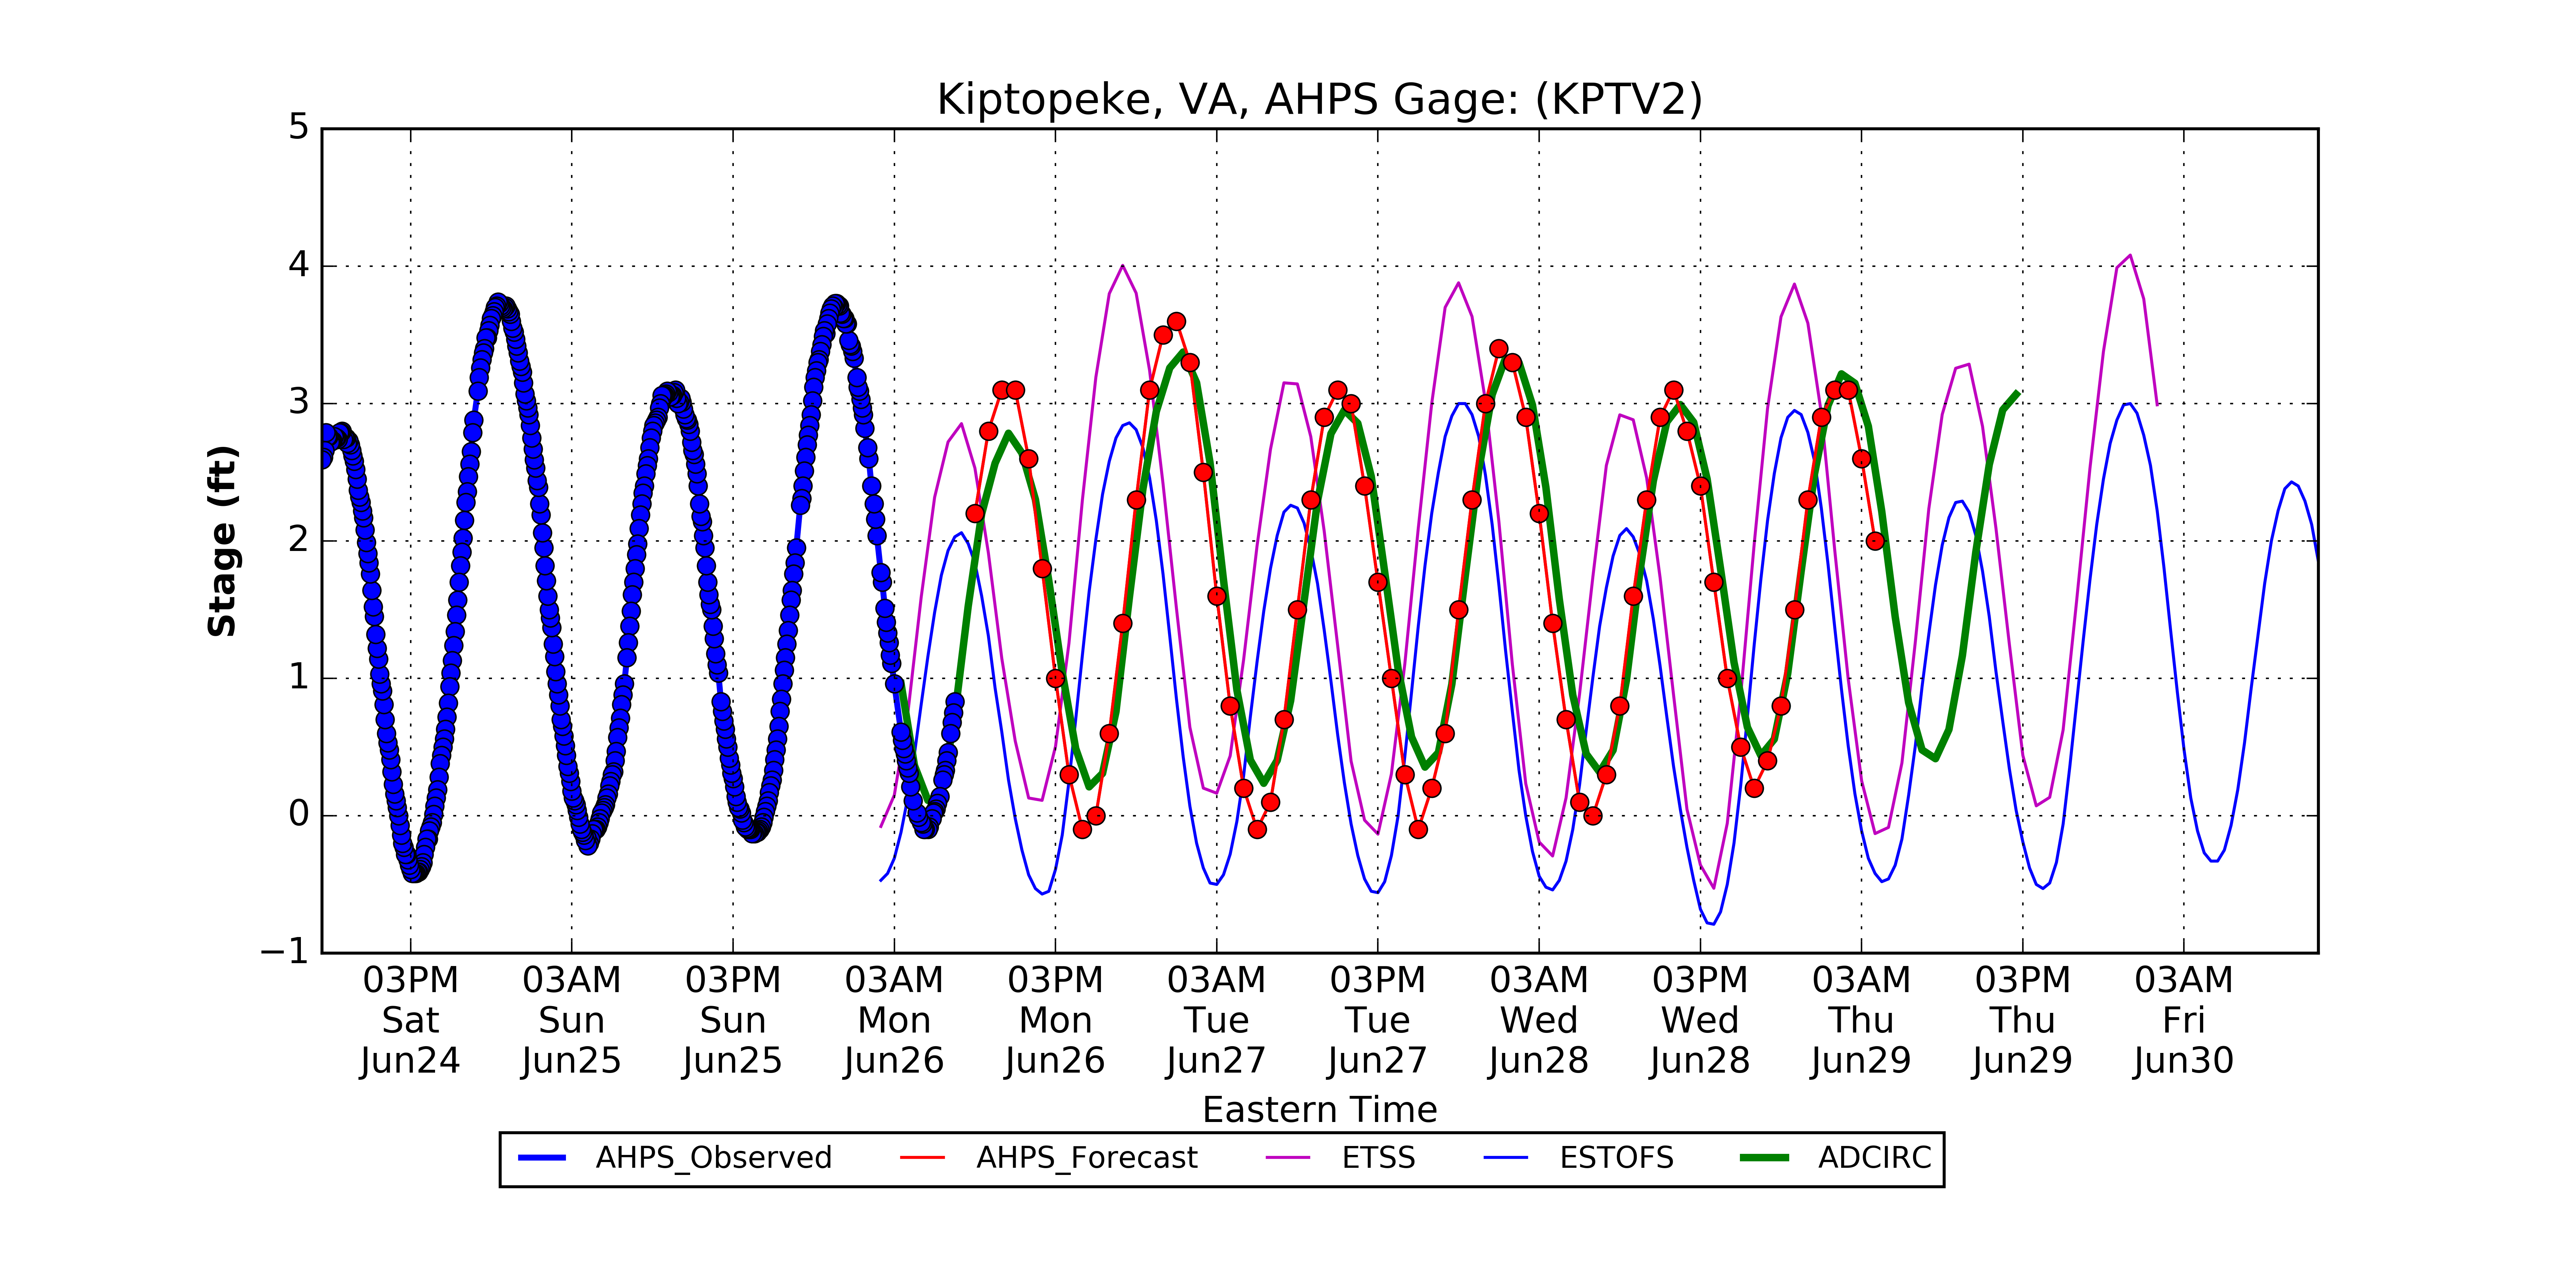 Kiptopeke, VA, AHPS Gage: (KPTV2)
5
4
3
2
1
0
−1
Stage (ft)
03PM 03AM 03PM 03AM 03PM 03AM 03PM 03AM 03PM 03AM 03PM 03AM
Sat Sun Sun Mon Mon Tue Tue Wed Wed Thu Thu Fri
Jun24 Jun25 Jun25 Jun26 Jun26 Jun27 Jun27 Jun28 Jun28 Jun29 Jun29 Jun30
Eastern Time
AHPS_Observed AHPS_Forecast ETSS ESTOFS ADCIRC